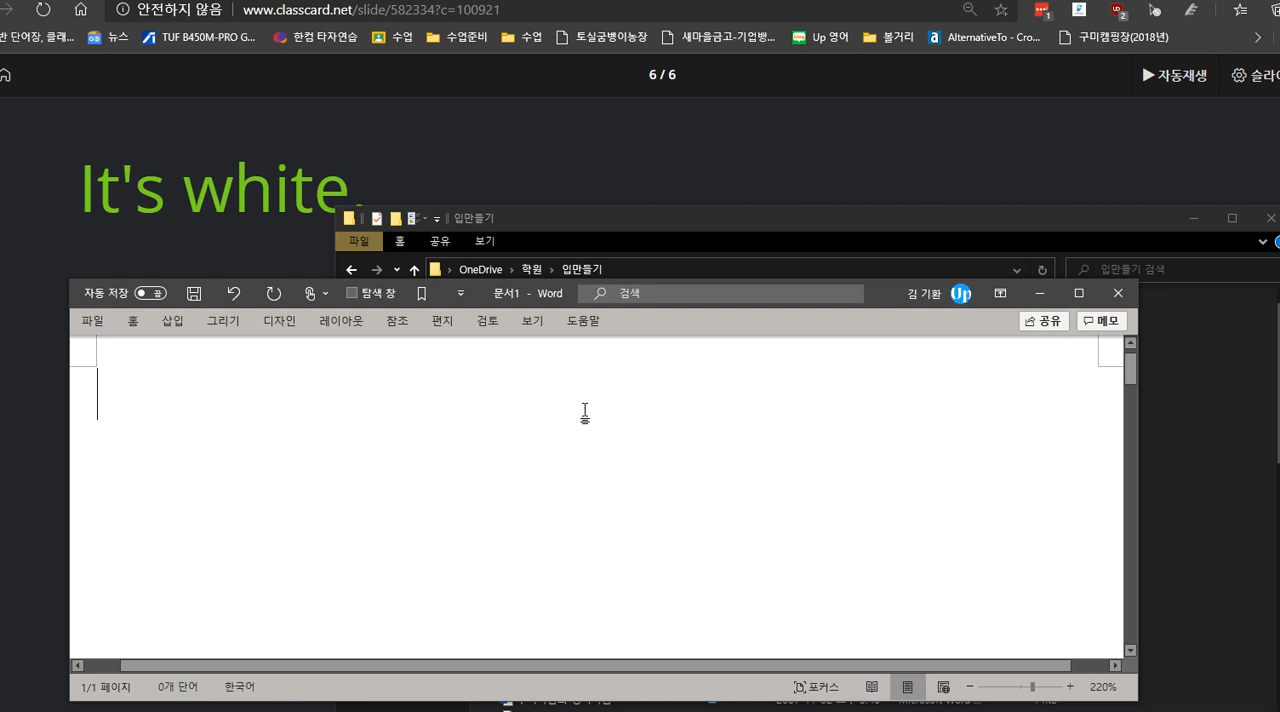 안전하지 않음 www.classcard.net/slide/582334?c=100921
1 UD 2
반 단어장, 클래... 뉴스 TUF B450M-PRO G... 한컴 타자연습 수업 수업준비 수업 토실굼벵이농장 새마을금고-기업뱅... Up 영어 볼거리 AlternativeTo - Cro... 구미캠핑장(2018년)
6 / 6 자동재생
It's white.
입만들기
파일 홈 공유 보기
OneDrive 학원 입만들기 입만들기 검색
자동 저장 끔 탐색 창 문서1 - Word 검색 김 기환 Up
파일 홈 삽입 그리기 디자인 레이아웃 참조 편지 검토 보기 도움말 공유 메모
1/1 페이지 0개 단어 한국어 포커스 220%